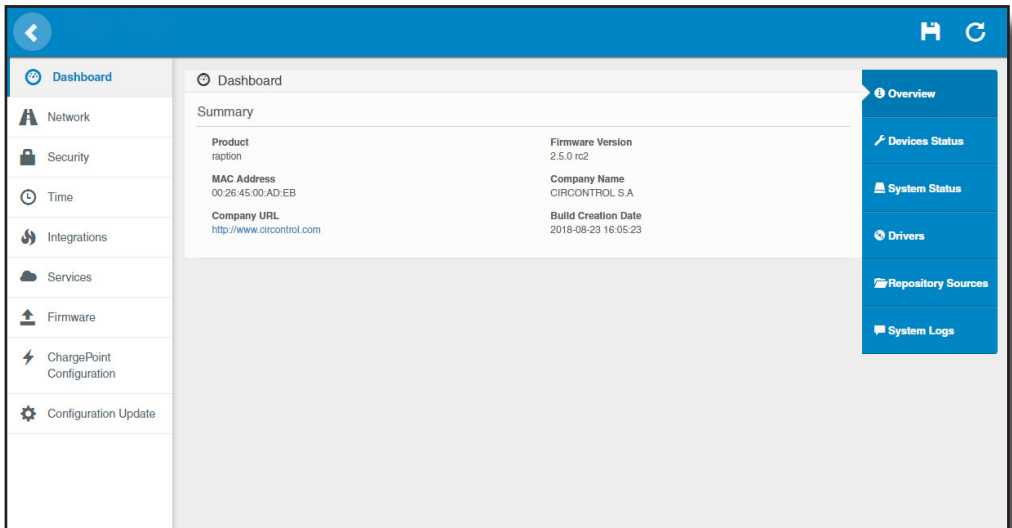 Dashboard
Network
Security
Time
Integrations
Services
Firmware
ChargePoint
Configuration
Configuration Update
Dashboard
Summary
Product
raption
Firmware Version
2.5.0 rc2
MAC Address
00:26:45:00:AD:EB
Company Name
CIRCONTROL S.A
Company URL
http://www.circontrol.com
Build Creation Date
2018-08-23 16:05:23
Overview
Devices Status
System Status
Drivers
Repository Sources
System Logs